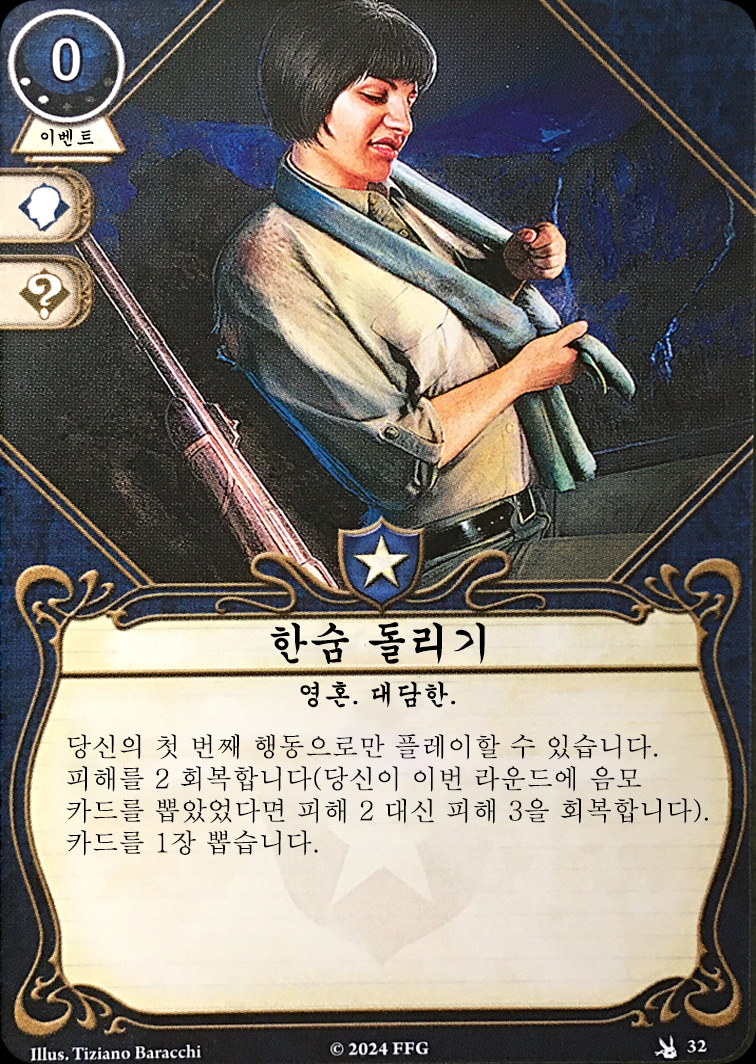 0
이벤트
?
한숨 돌리기
영혼. 대담한.
당신의 첫 번째 행동으로만 플레이할 수 있습니다.
피해를 2 회복합니다(당신이 이번 라운드에 음모
카드를 뽑았었다면 피해 2 대신 피해 3을 회복합니다).
카드를 1장 뽑습니다.
Illus. Tiziano Baracchi
© 2024 FFG
32